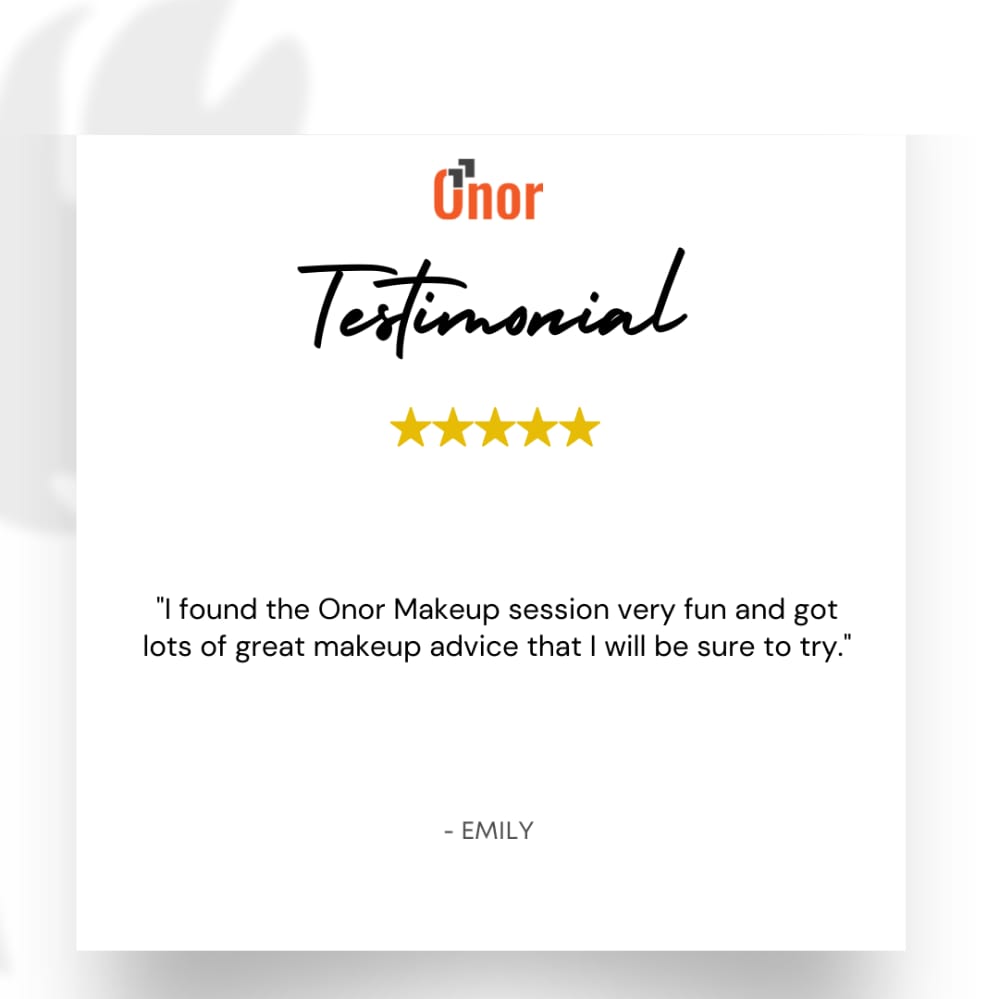 Onor
Testimonial
"I found the Onor Makeup session very fun and got
lots of great makeup advice that I will be sure to try."
- EMILY